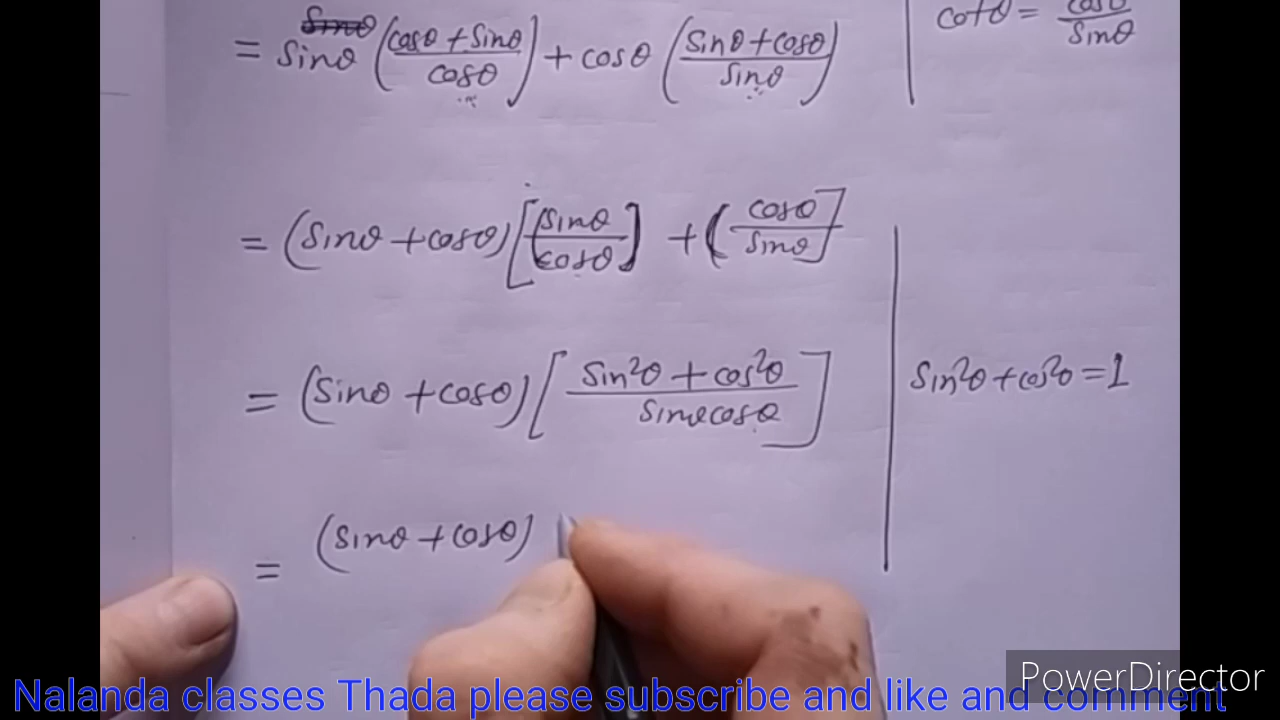 = sinθ (cosθ + sinθ / cosθ) + cosθ (sinθ + cosθ / sinθ)
cotθ = cosθ / sinθ
= (sinθ + cosθ) [(sinθ / cosθ] + (cosθ / sinθ]
= (sinθ + cosθ) [sin²θ + cos²θ / sinθcosθ]
sin²θ + cos²θ = 1
= (sinθ + cosθ)
PowerDirector
Nalanda classes Thada please subscribe and like and comment